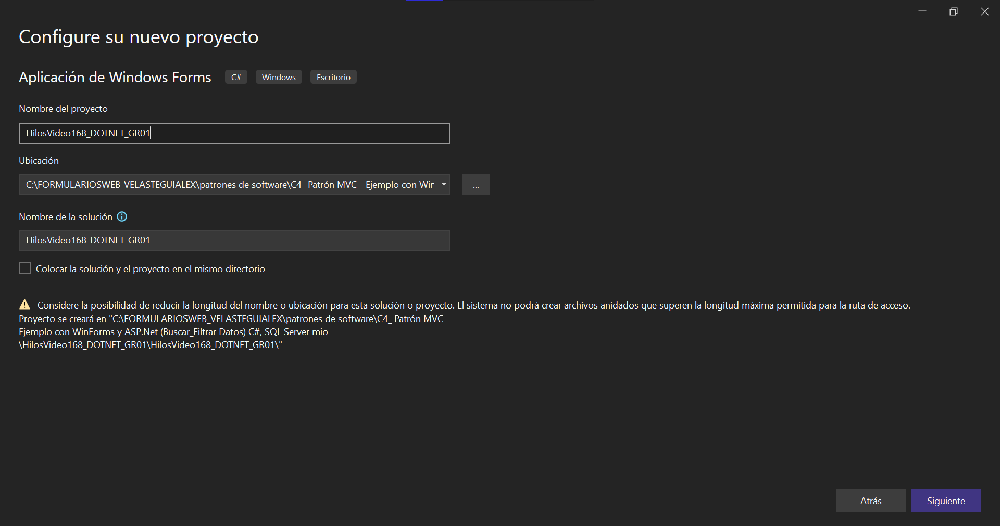 Configure su nuevo proyecto
Aplicación de Windows Forms C# Windows Escritorio
Nombre del proyecto
HilosVideo168_DOTNET_GR01
Ubicación
C:\FORMULARIOSWEB_VELASTEGUIALEX\patrones de software\C4_ Patrón MVC - Ejemplo con Wir
...
Nombre de la solución
HilosVideo168_DOTNET_GR01
Colocar la solución y el proyecto en el mismo directorio
Considere la posibilidad de reducir la longitud del nombre o ubicación para esta solución o proyecto. El sistema no podrá crear archivos anidados que superen la longitud máxima permitida para la ruta de acceso.
Proyecto se creará en "C:\FORMULARIOSWEB_VELASTEGUIALEX\patrones de software\C4_ Patrón MVC -
Ejemplo con WinForms y ASP.Net (Buscar_Filtrar Datos) C#, SQL Server mio
\HilosVideo168_DOTNET_GR01\HilosVideo168_DOTNET_GR01\"
Atrás Siguiente